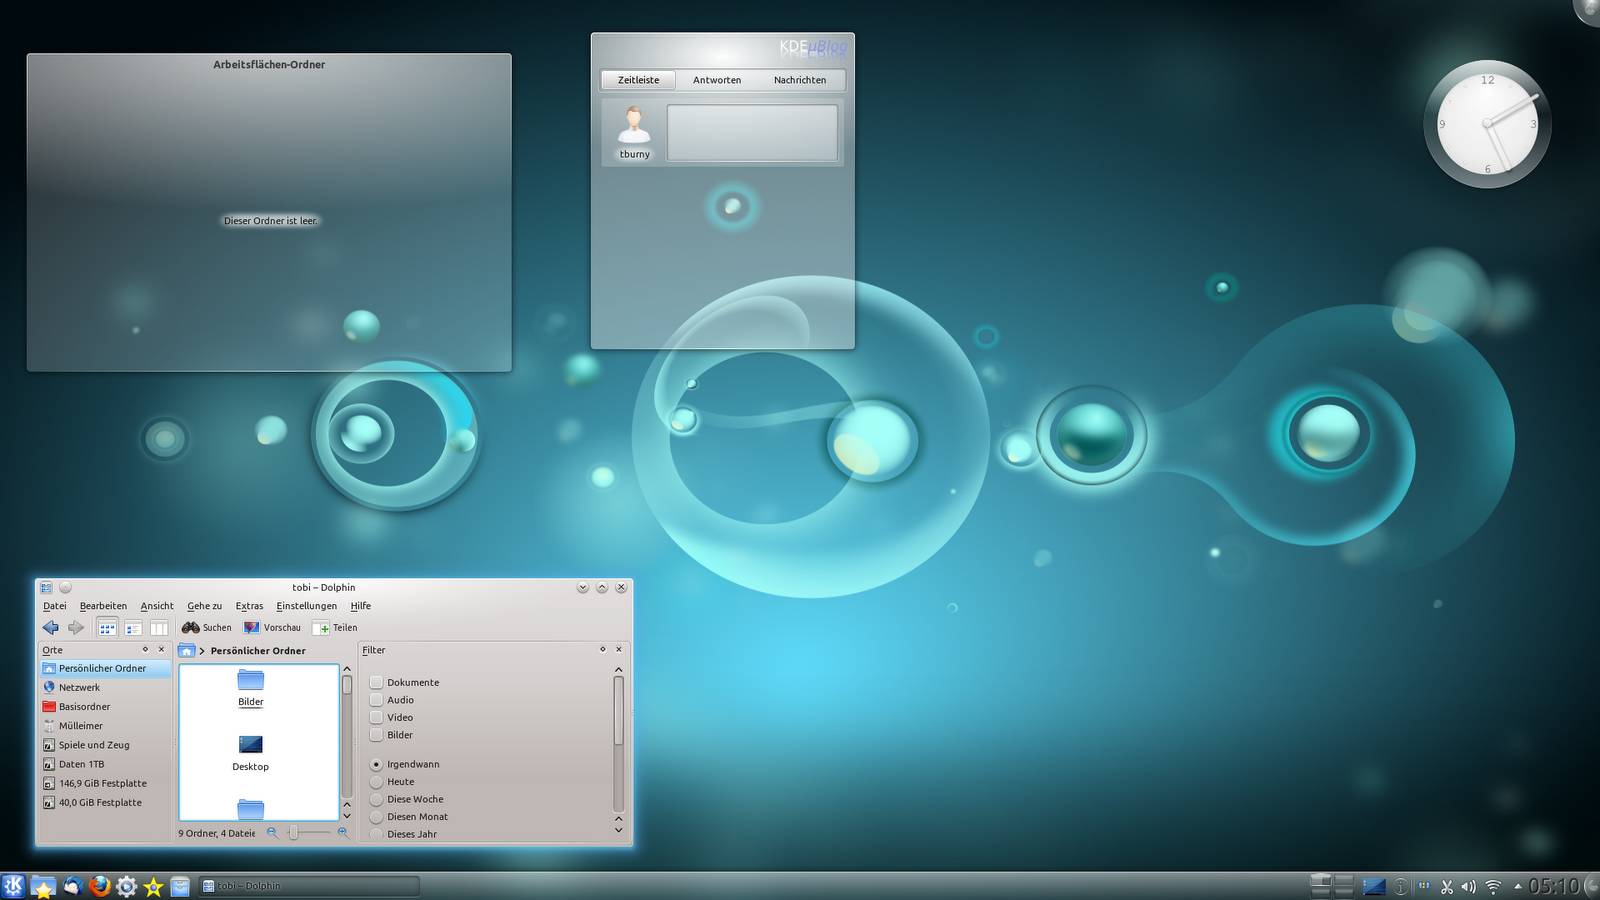 Arbeitsflächen-Ordner
Dieser Ordner ist leer.
KDEµBlog
Zeitleiste Antworten Nachrichten
tburny
12
9 3
6
tobi – Dolphin
Datei Bearbeiten Ansicht Gehe zu Extras Einstellungen Hilfe
Suchen Vorschau Teilen
Orte
Persönlicher Ordner
Netzwerk
Basisordner
Mülleimer
Spiele und Zeug
Daten 1TB
146,9 GiB Festplatte
40,0 GiB Festplatte
> Persönlicher Ordner
Bilder
Desktop
9 Ordner, 4 Dateie
Filter
Dokumente
Audio
Video
Bilder
Irgendwann
Heute
Diese Woche
Diesen Monat
Dieses Jahr
tobi – Dolphin
05:10